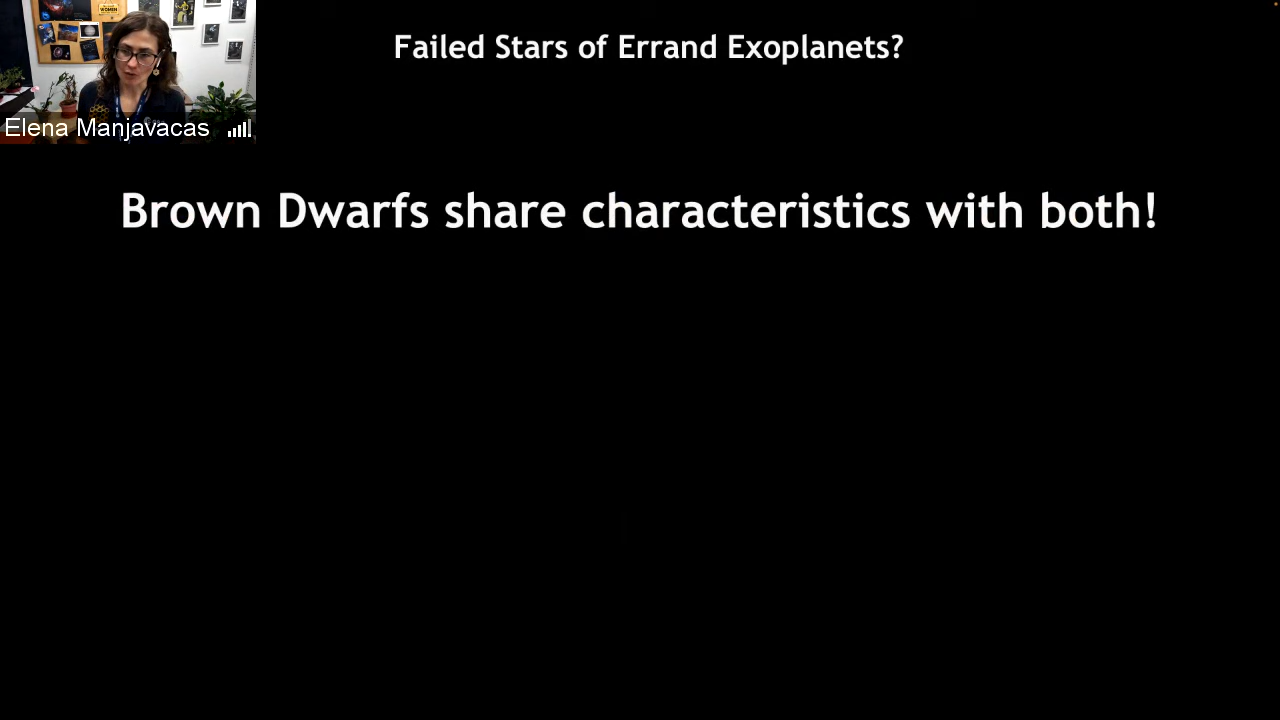 Failed Stars of Errand Exoplanets?
Elena Manjavacas
Brown Dwarfs share characteristics with both!